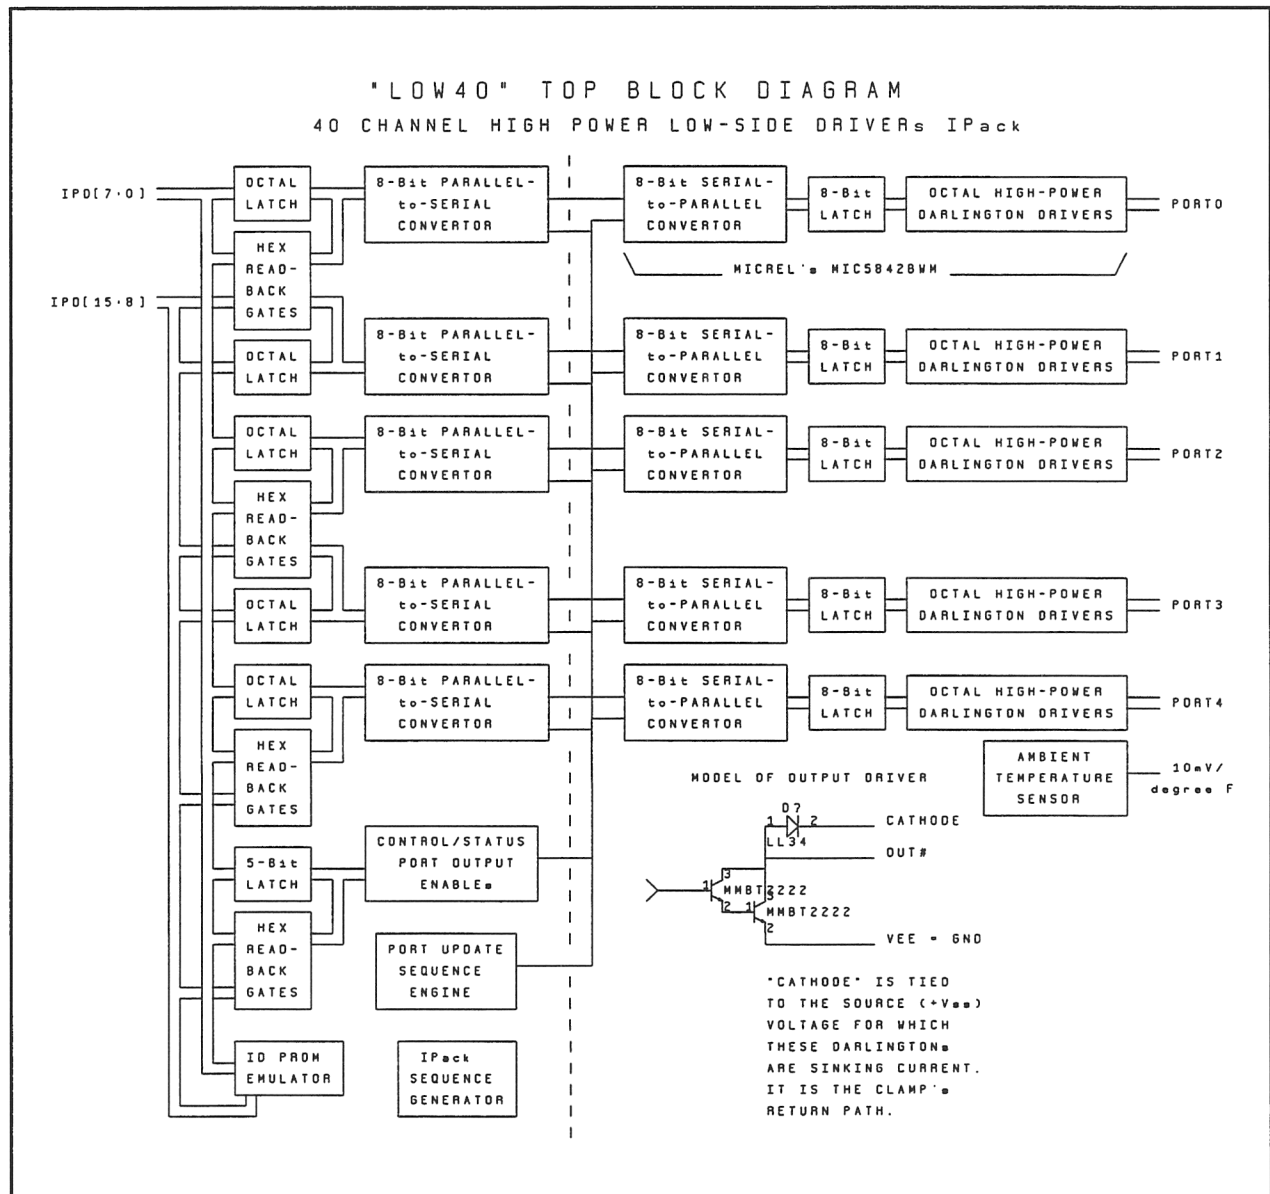 "LOW40" TOP BLOCK DIAGRAM
40 CHANNEL HIGH POWER LOW-SIDE DRIVERs IPack
IPD[7·0]
OCTAL
LATCH
8-Bit PARALLEL-
to-SERIAL
CONVERTOR
8-Bit SERIAL-
to-PARALLEL
CONVERTOR
8-Bit
LATCH
OCTAL HIGH-POWER
DARLINGTON DRIVERS
PORT0
HEX
READ-
BACK
GATES
MICREL's MIC5842BWM
IPD[15·8]
OCTAL
LATCH
8-Bit PARALLEL-
to-SERIAL
CONVERTOR
8-Bit SERIAL-
to-PARALLEL
CONVERTOR
8-Bit
LATCH
OCTAL HIGH-POWER
DARLINGTON DRIVERS
PORT1
OCTAL
LATCH
8-Bit PARALLEL-
to-SERIAL
CONVERTOR
8-Bit SERIAL-
to-PARALLEL
CONVERTOR
8-Bit
LATCH
OCTAL HIGH-POWER
DARLINGTON DRIVERS
PORT2
HEX
READ-
BACK
GATES
OCTAL
LATCH
8-Bit PARALLEL-
to-SERIAL
CONVERTOR
8-Bit SERIAL-
to-PARALLEL
CONVERTOR
8-Bit
LATCH
OCTAL HIGH-POWER
DARLINGTON DRIVERS
PORT3
OCTAL
LATCH
8-Bit PARALLEL-
to-SERIAL
CONVERTOR
8-Bit SERIAL-
to-PARALLEL
CONVERTOR
8-Bit
LATCH
OCTAL HIGH-POWER
DARLINGTON DRIVERS
PORT4
HEX
READ-
BACK
GATES
AMBIENT
TEMPERATURE
SENSOR
10mV/
degree F
MODEL OF OUTPUT DRIVER
D7
1
2
LL34
CATHODE
OUT#
3
1
MMBT2222
2
1
3
MMBT2222
2
VEE = GND
CONTROL/STATUS
PORT OUTPUT
ENABLEs
5-Bit
LATCH
HEX
READ-
BACK
GATES
PORT UPDATE
SEQUENCE
ENGINE
"CATHODE" IS TIED
TO THE SOURCE (+Vss)
VOLTAGE FOR WHICH
THESE DARLINGTONs
ARE SINKING CURRENT.
IT IS THE CLAMP's
RETURN PATH.
ID PROM
EMULATOR
IPack
SEQUENCE
GENERATOR